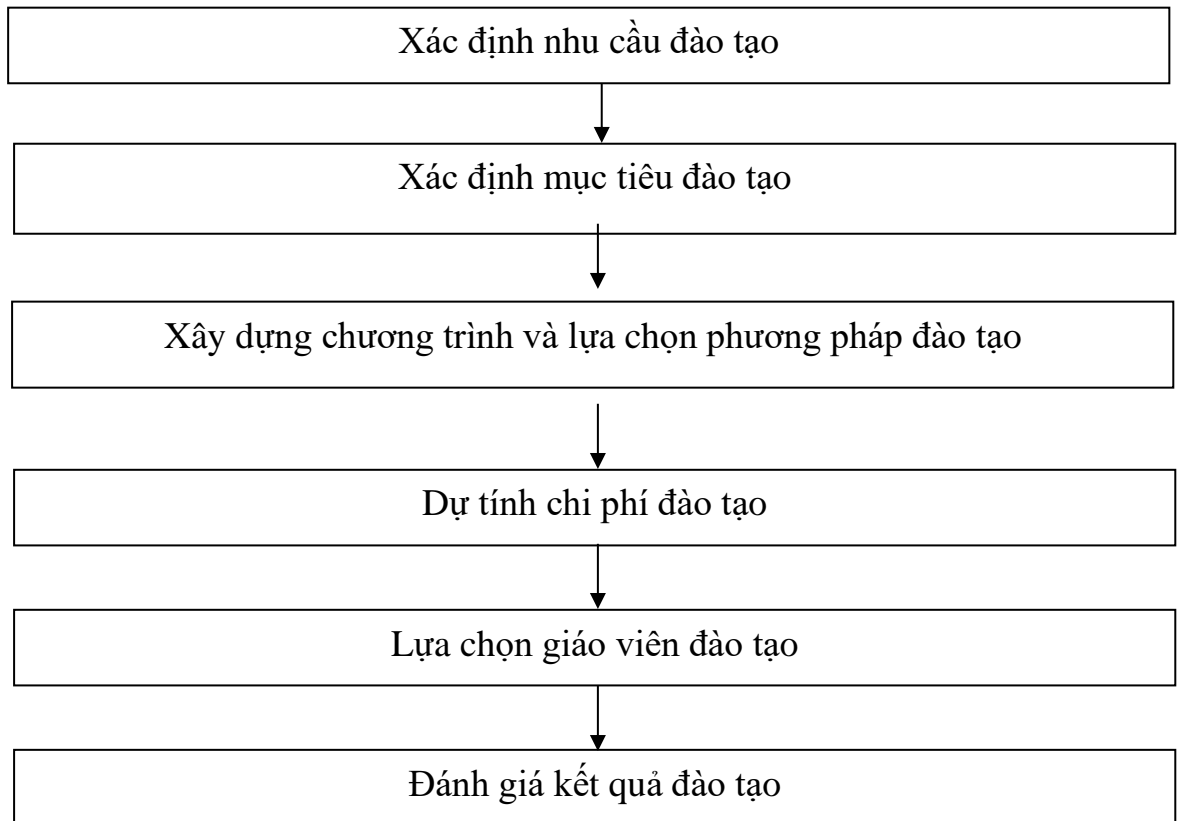 Xác định nhu cầu đào tạo
Xác định mục tiêu đào tạo
Xây dựng chương trình và lựa chọn phương pháp đào tạo
Dự tính chi phí đào tạo
Lựa chọn giáo viên đào tạo
Đánh giá kết quả đào tạo